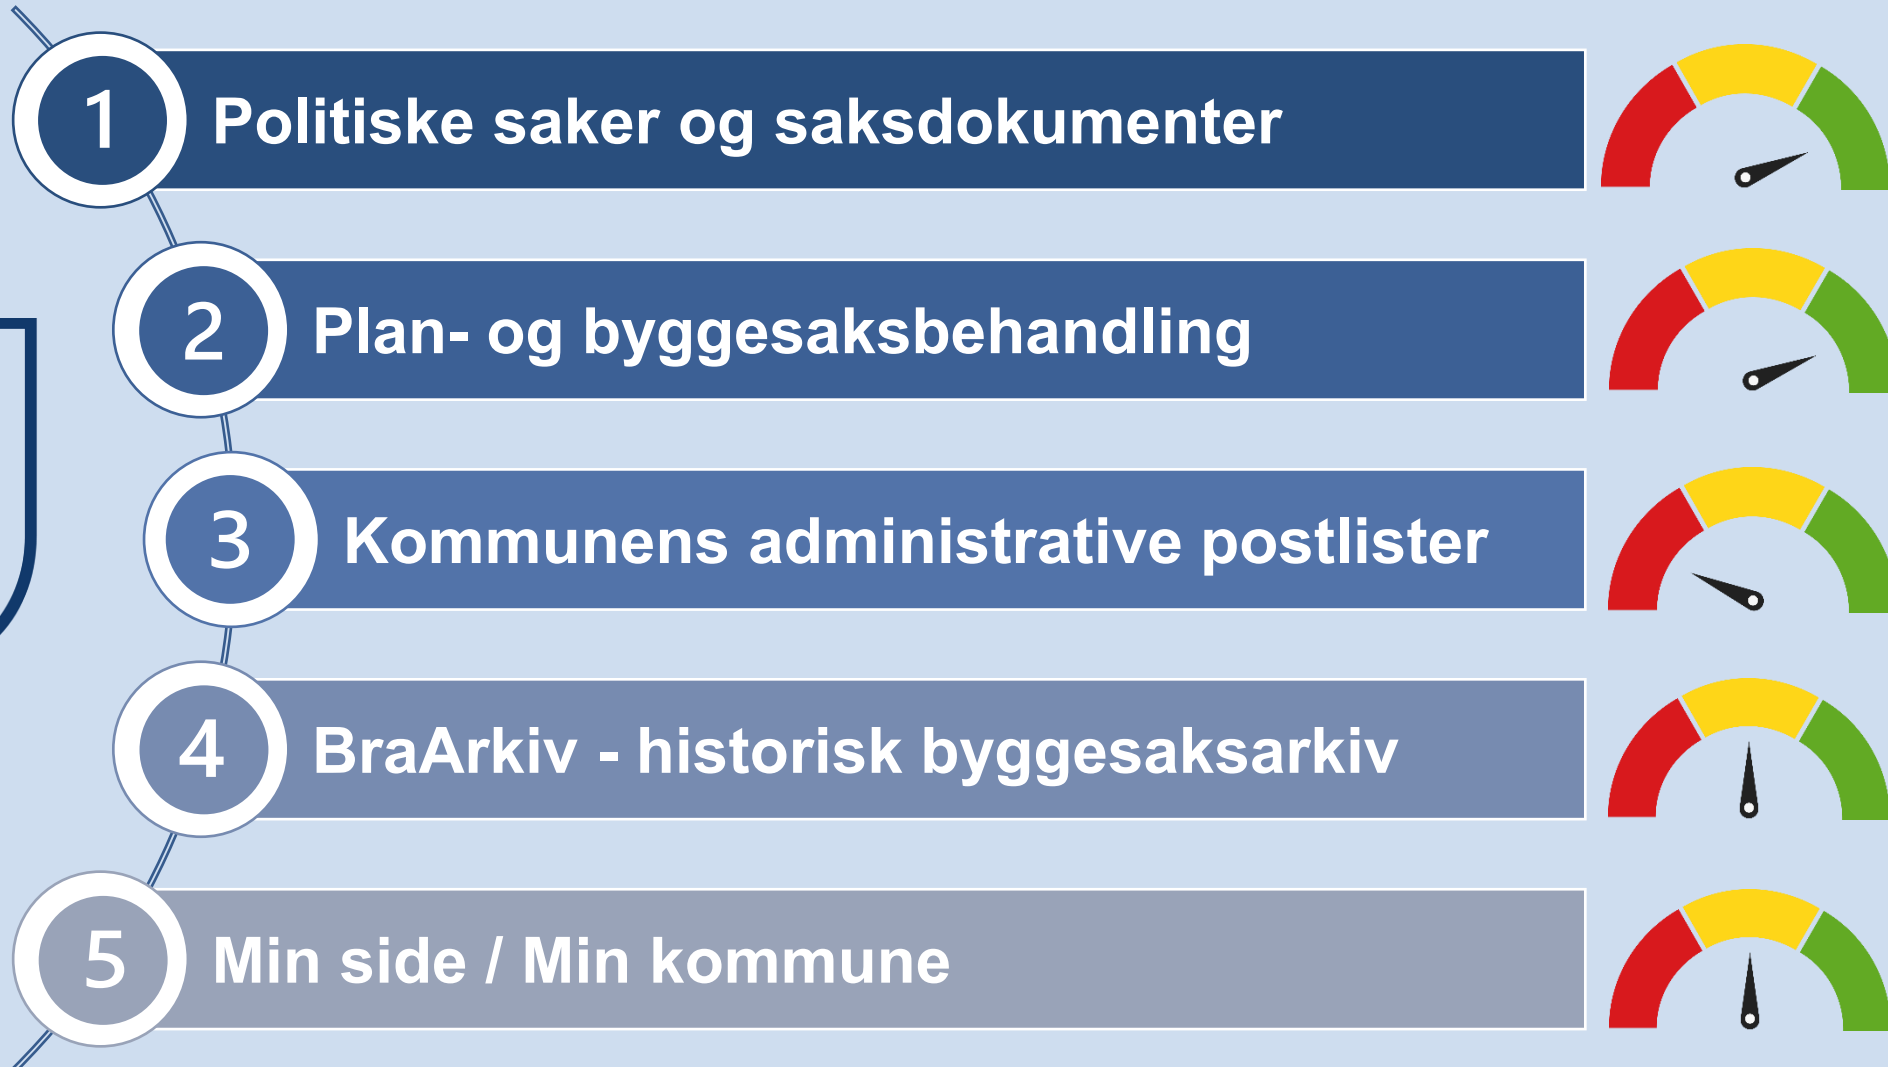 1 Politiske saker og saksdokumenter
2 Plan- og byggesaksbehandling
3 Kommunens administrative postlister
4 BraArkiv - historisk byggesaksarkiv
5 Min side / Min kommune